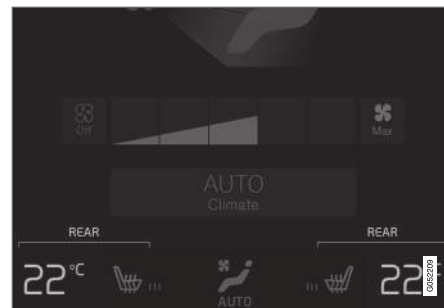 Off Max
AUTO
Climate
REAR REAR
22°C 22°
AUTO
G052209